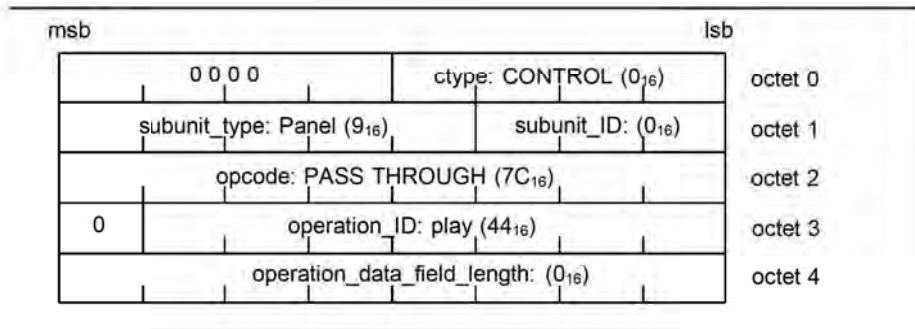 msb lsb
0 0 0 0 ctype: CONTROL (0₁₆) octet 0
subunit_type: Panel (9₁₆) subunit_ID: (0₁₆) octet 1
opcode: PASS THROUGH (7C₁₆) octet 2
0 operation_ID: play (44₁₆) octet 3
operation_data_field_length: (0₁₆) octet 4